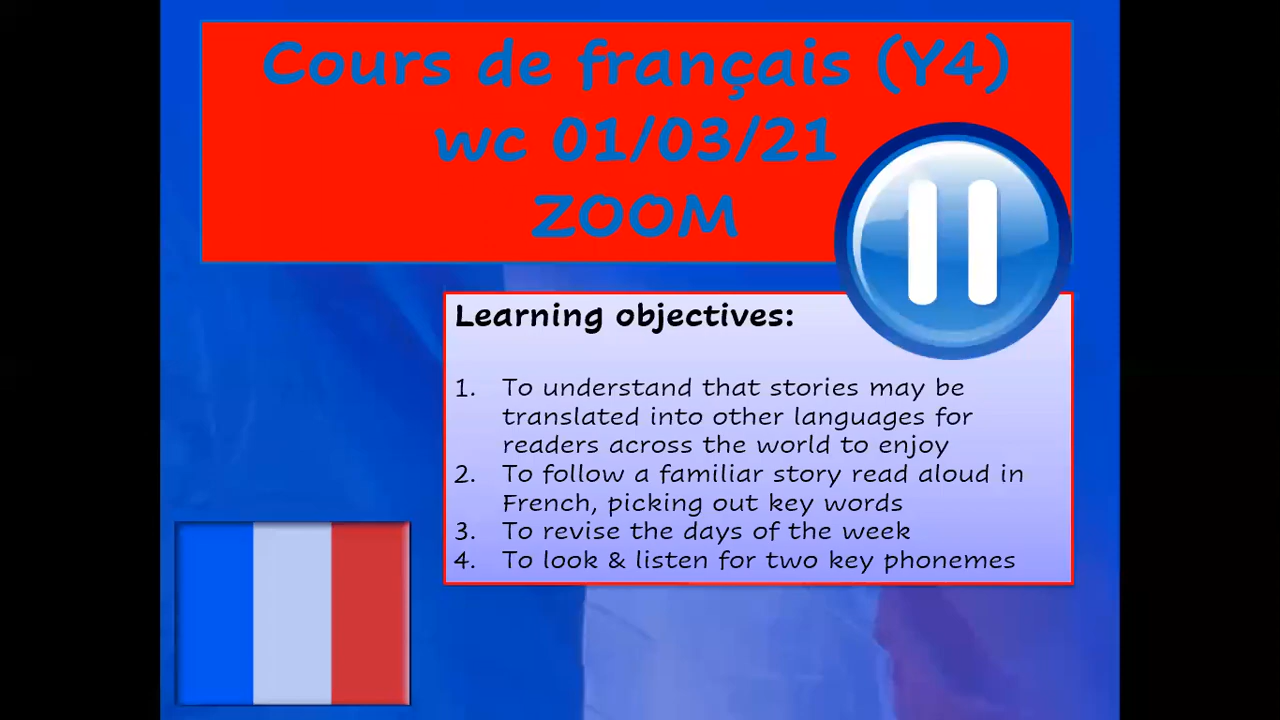 Cours de français (Y4)
wc 01/03/21
ZOOM
Learning objectives:
1. To understand that stories may be
translated into other languages for
readers across the world to enjoy
2. To follow a familiar story read aloud in
French, picking out key words
3. To revise the days of the week
4. To look & listen for two key phonemes